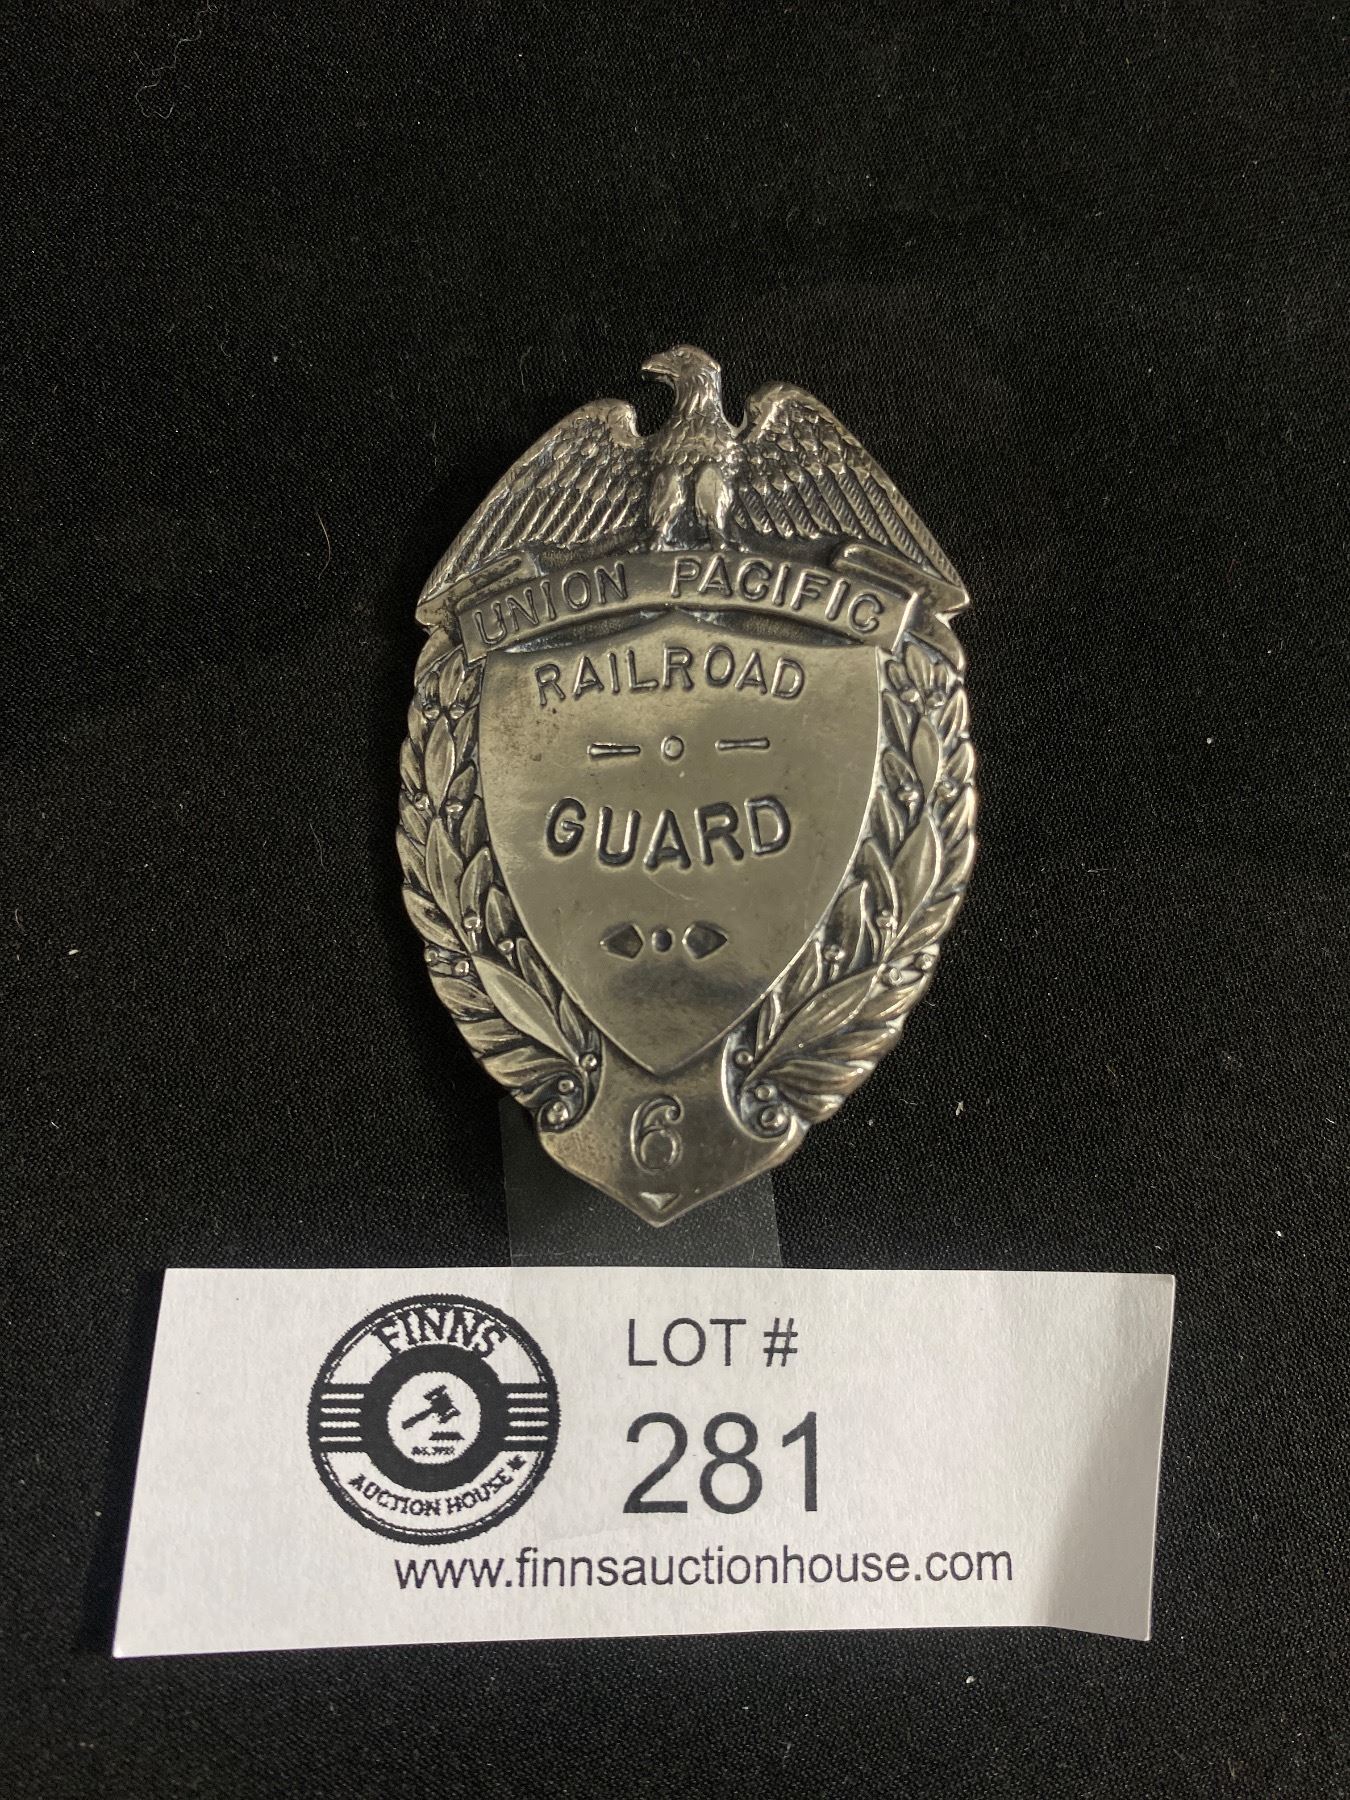 UNION PACIFIC
RAILROAD
GUARD
6
FINNS
AUCTION HOUSE
LOT #
281
www.finnsauctionhouse.com